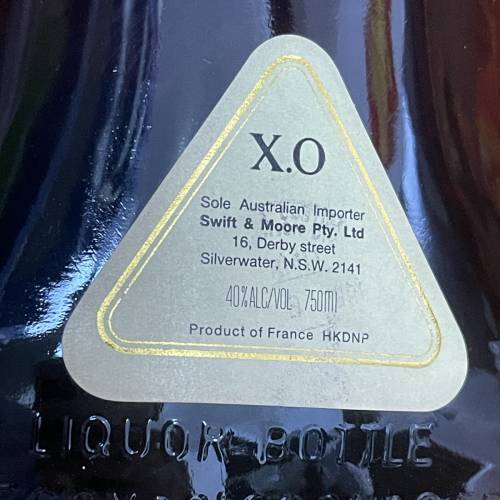 X.O
Sole Australian Importer
Swift & Moore Pty. Ltd
16, Derby street
Silverwater, N.S.W. 2141
40%ALC/VOL 750ml
Product of France HKDNP
LIQUOR BOTTLE